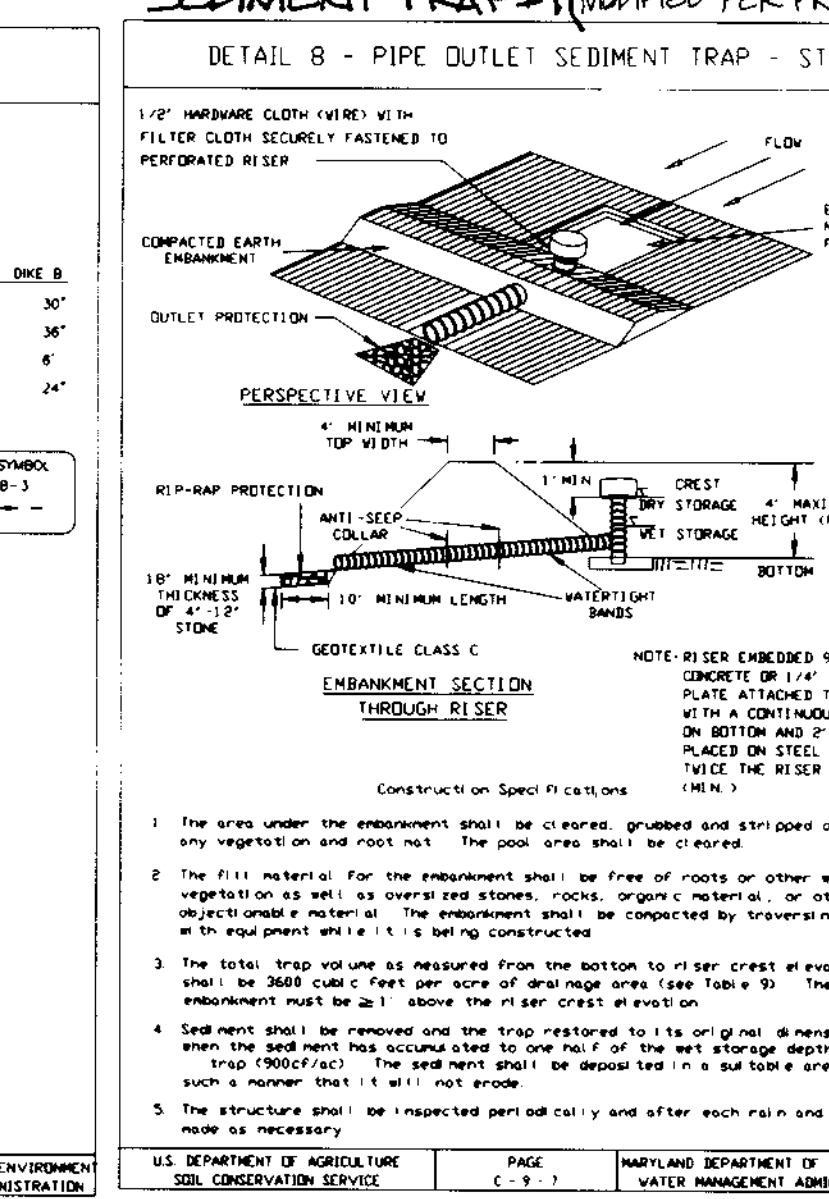 SEDIMENT TRAP #1 (MODIFIED PER
DETAIL 8 - PIPE OUTLET SEDIMENT TRAP - ST
1/2" HARDWARE CLOTH (WIRE) WITH
FILTER CLOTH SECURELY FASTENED TO
PERFORATED RISER
FLOW
COMPACTED EARTH
EMBANKMENT
OUTLET PROTECTION
PERSPECTIVE VIEW
DIKE B
30"
36"
6'
24"
SYMBOL
B-3
4' MINIMUM
TOP WIDTH
1' MIN
CREST
DRY STORAGE
WET STORAGE
4' MAXI
HEIGHT (
BOTTOM
RIP-RAP PROTECTION
ANTI-SEEP
COLLAR
18" MINIMUM
THICKNESS
OF 4"-12"
STONE
10' MINIMUM LENGTH
WATERTIGHT
BANDS
GEOTEXTILE CLASS C
EMBANKMENT SECTION
THROUGH RISER
NOTE: RISER EMBEDDED 9
CONCRETE OR 1/4"
PLATE ATTACHED T
WITH A CONTINUOU
ON BOTTOM AND 2'
PLACED ON STEEL
TWICE THE RISER
(MIN.)
Construction Specifications
1 The area under the embankment shall be cleared, grubbed and stripped o
any vegetation and root mat The pool area shall be cleared.
2 The fill material for the embankment shall be free of roots or other w
vegetation as well as oversized stones, rocks, organic material, or ot
objectionable material The embankment shall be compacted by traversin
with equipment while it is being constructed
3. The total trap volume as measured from the bottom to riser crest eleva
shall be 3600 cubic feet per acre of drainage area (see Table 9) The
embankment must be ≥1' above the riser crest elevation
4 Sediment shall be removed and the trap restored to its original dimens
when the sediment has accumulated to one half of the wet storage depth
trap (900cf/ac) The sediment shall be deposited in a suitable are
such a manner that it will not erode.
5. The structure shall be inspected periodically and after each rain and
made as necessary
ENVIRONMENT
NISTRATION
U.S. DEPARTMENT OF AGRICULTURE
SOIL CONSERVATION SERVICE
PAGE
C - 9 - 7
MARYLAND DEPARTMENT OF
WATER MANAGEMENT ADMI